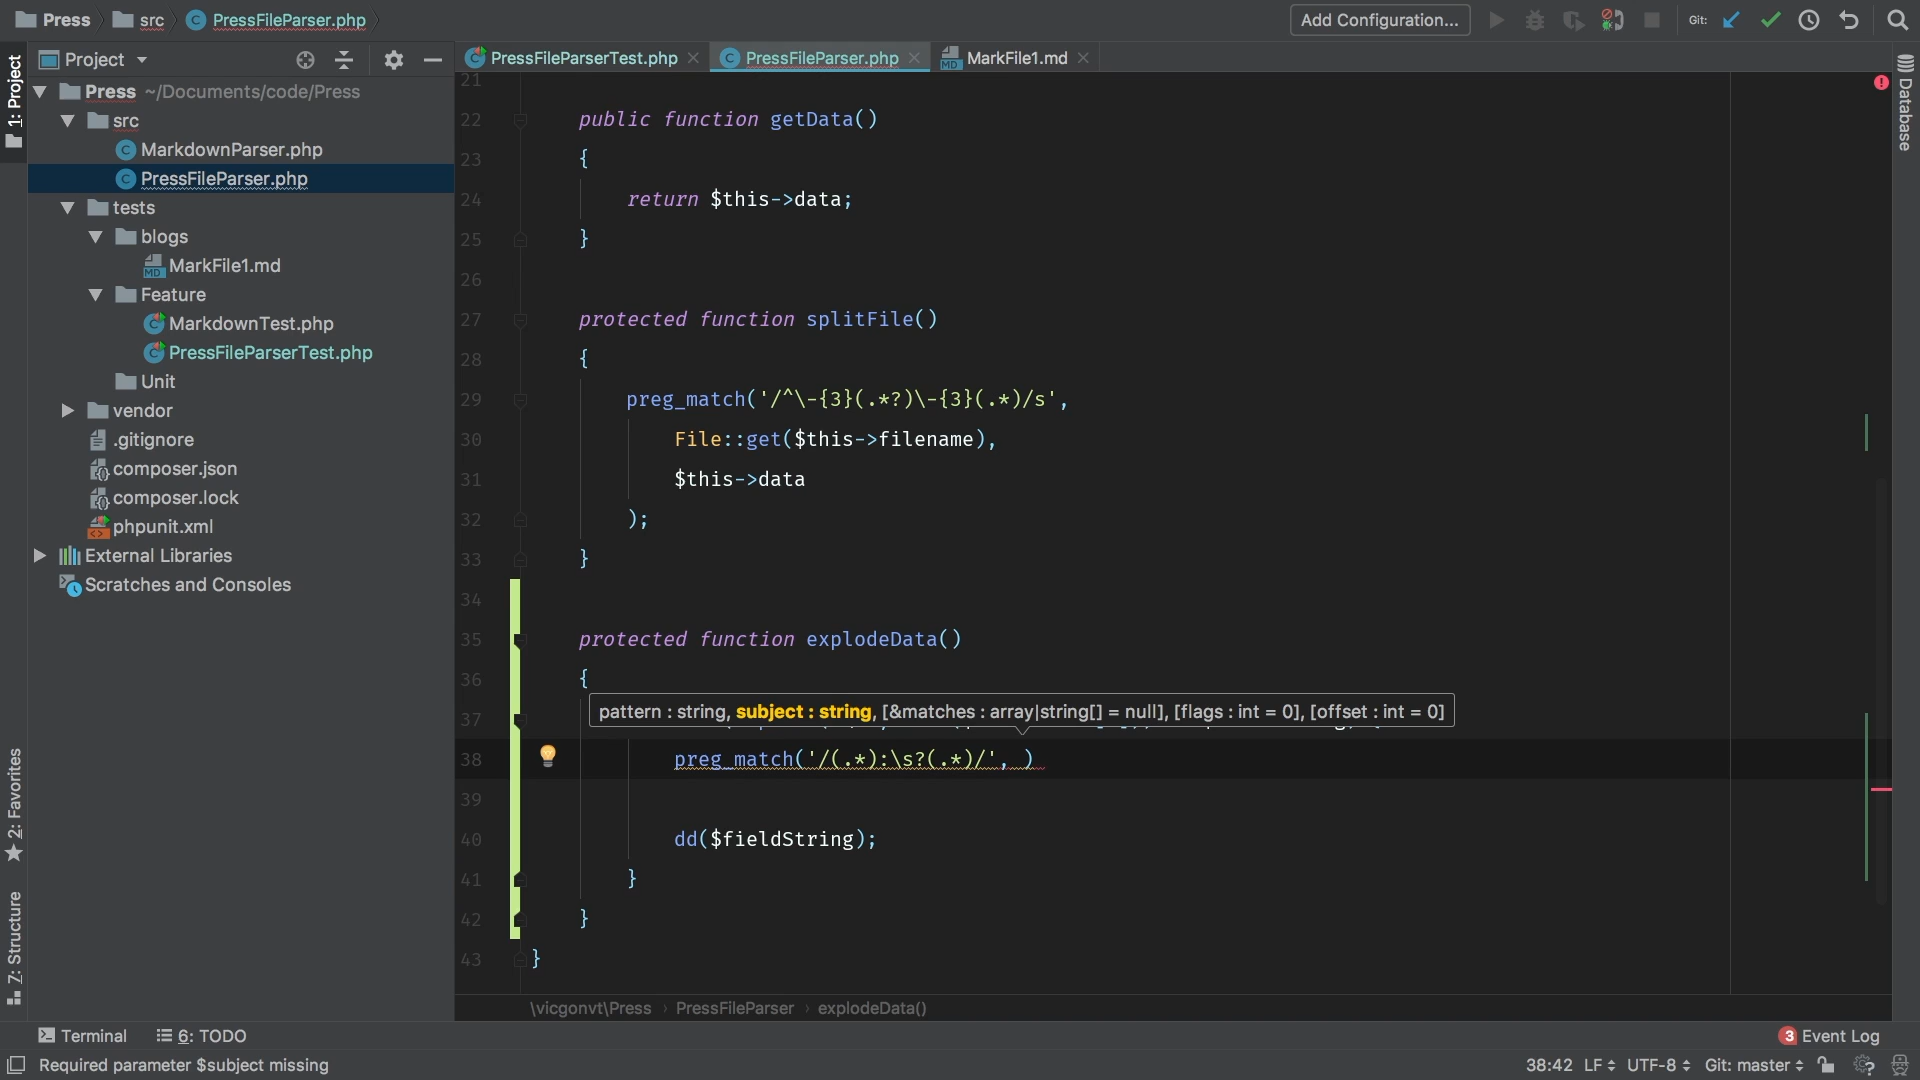 Press
src
PressFileParser.php
Add Configuration...
Git:
1: Project
Project
PressFileParserTest.php
PressFileParser.php
MarkFile1.md
Database
Press ~/Documents/code/Press
src
MarkdownParser.php
PressFileParser.php
tests
blogs
MarkFile1.md
Feature
MarkdownTest.php
PressFileParserTest.php
Unit
vendor
.gitignore
composer.json
composer.lock
phpunit.xml
External Libraries
Scratches and Consoles
2: Favorites
Z: Structure
21
22 public function getData()
23 {
24 return $this->data;
25 }
26
27 protected function splitFile()
28 {
29 preg_match('/^\-{3}(.*?)\-{3}(.*)/s',
30 File::get($this->filename),
31 $this->data
32 );
33 }
34
35 protected function explodeData()
36 {
pattern : string, subject : string, [&matches : array|string[] = null], [flags : int = 0], [offset : int = 0]
37
38 preg_match('/(.*):\s?(.*)/', )
39
40 dd($fieldString);
41 }
42 }
43 }
\vicgonvt\Press › PressFileParser › explodeData()
Terminal
6: TODO
3 Event Log
Required parameter $subject missing
38:42 LF UTF-8 Git: master